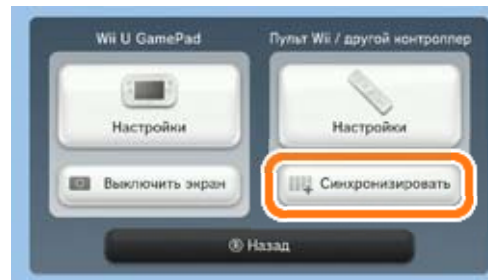 Wii U GamePad
Пульт Wii / другой контроллер
Настройки
Настройки
Выключить экран
Синхронизировать
Ⓑ Назад